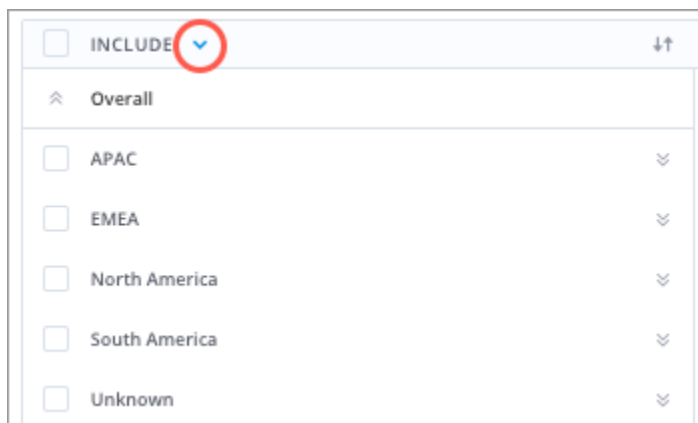 INCLUDE
Overall
APAC
EMEA
North America
South America
Unknown